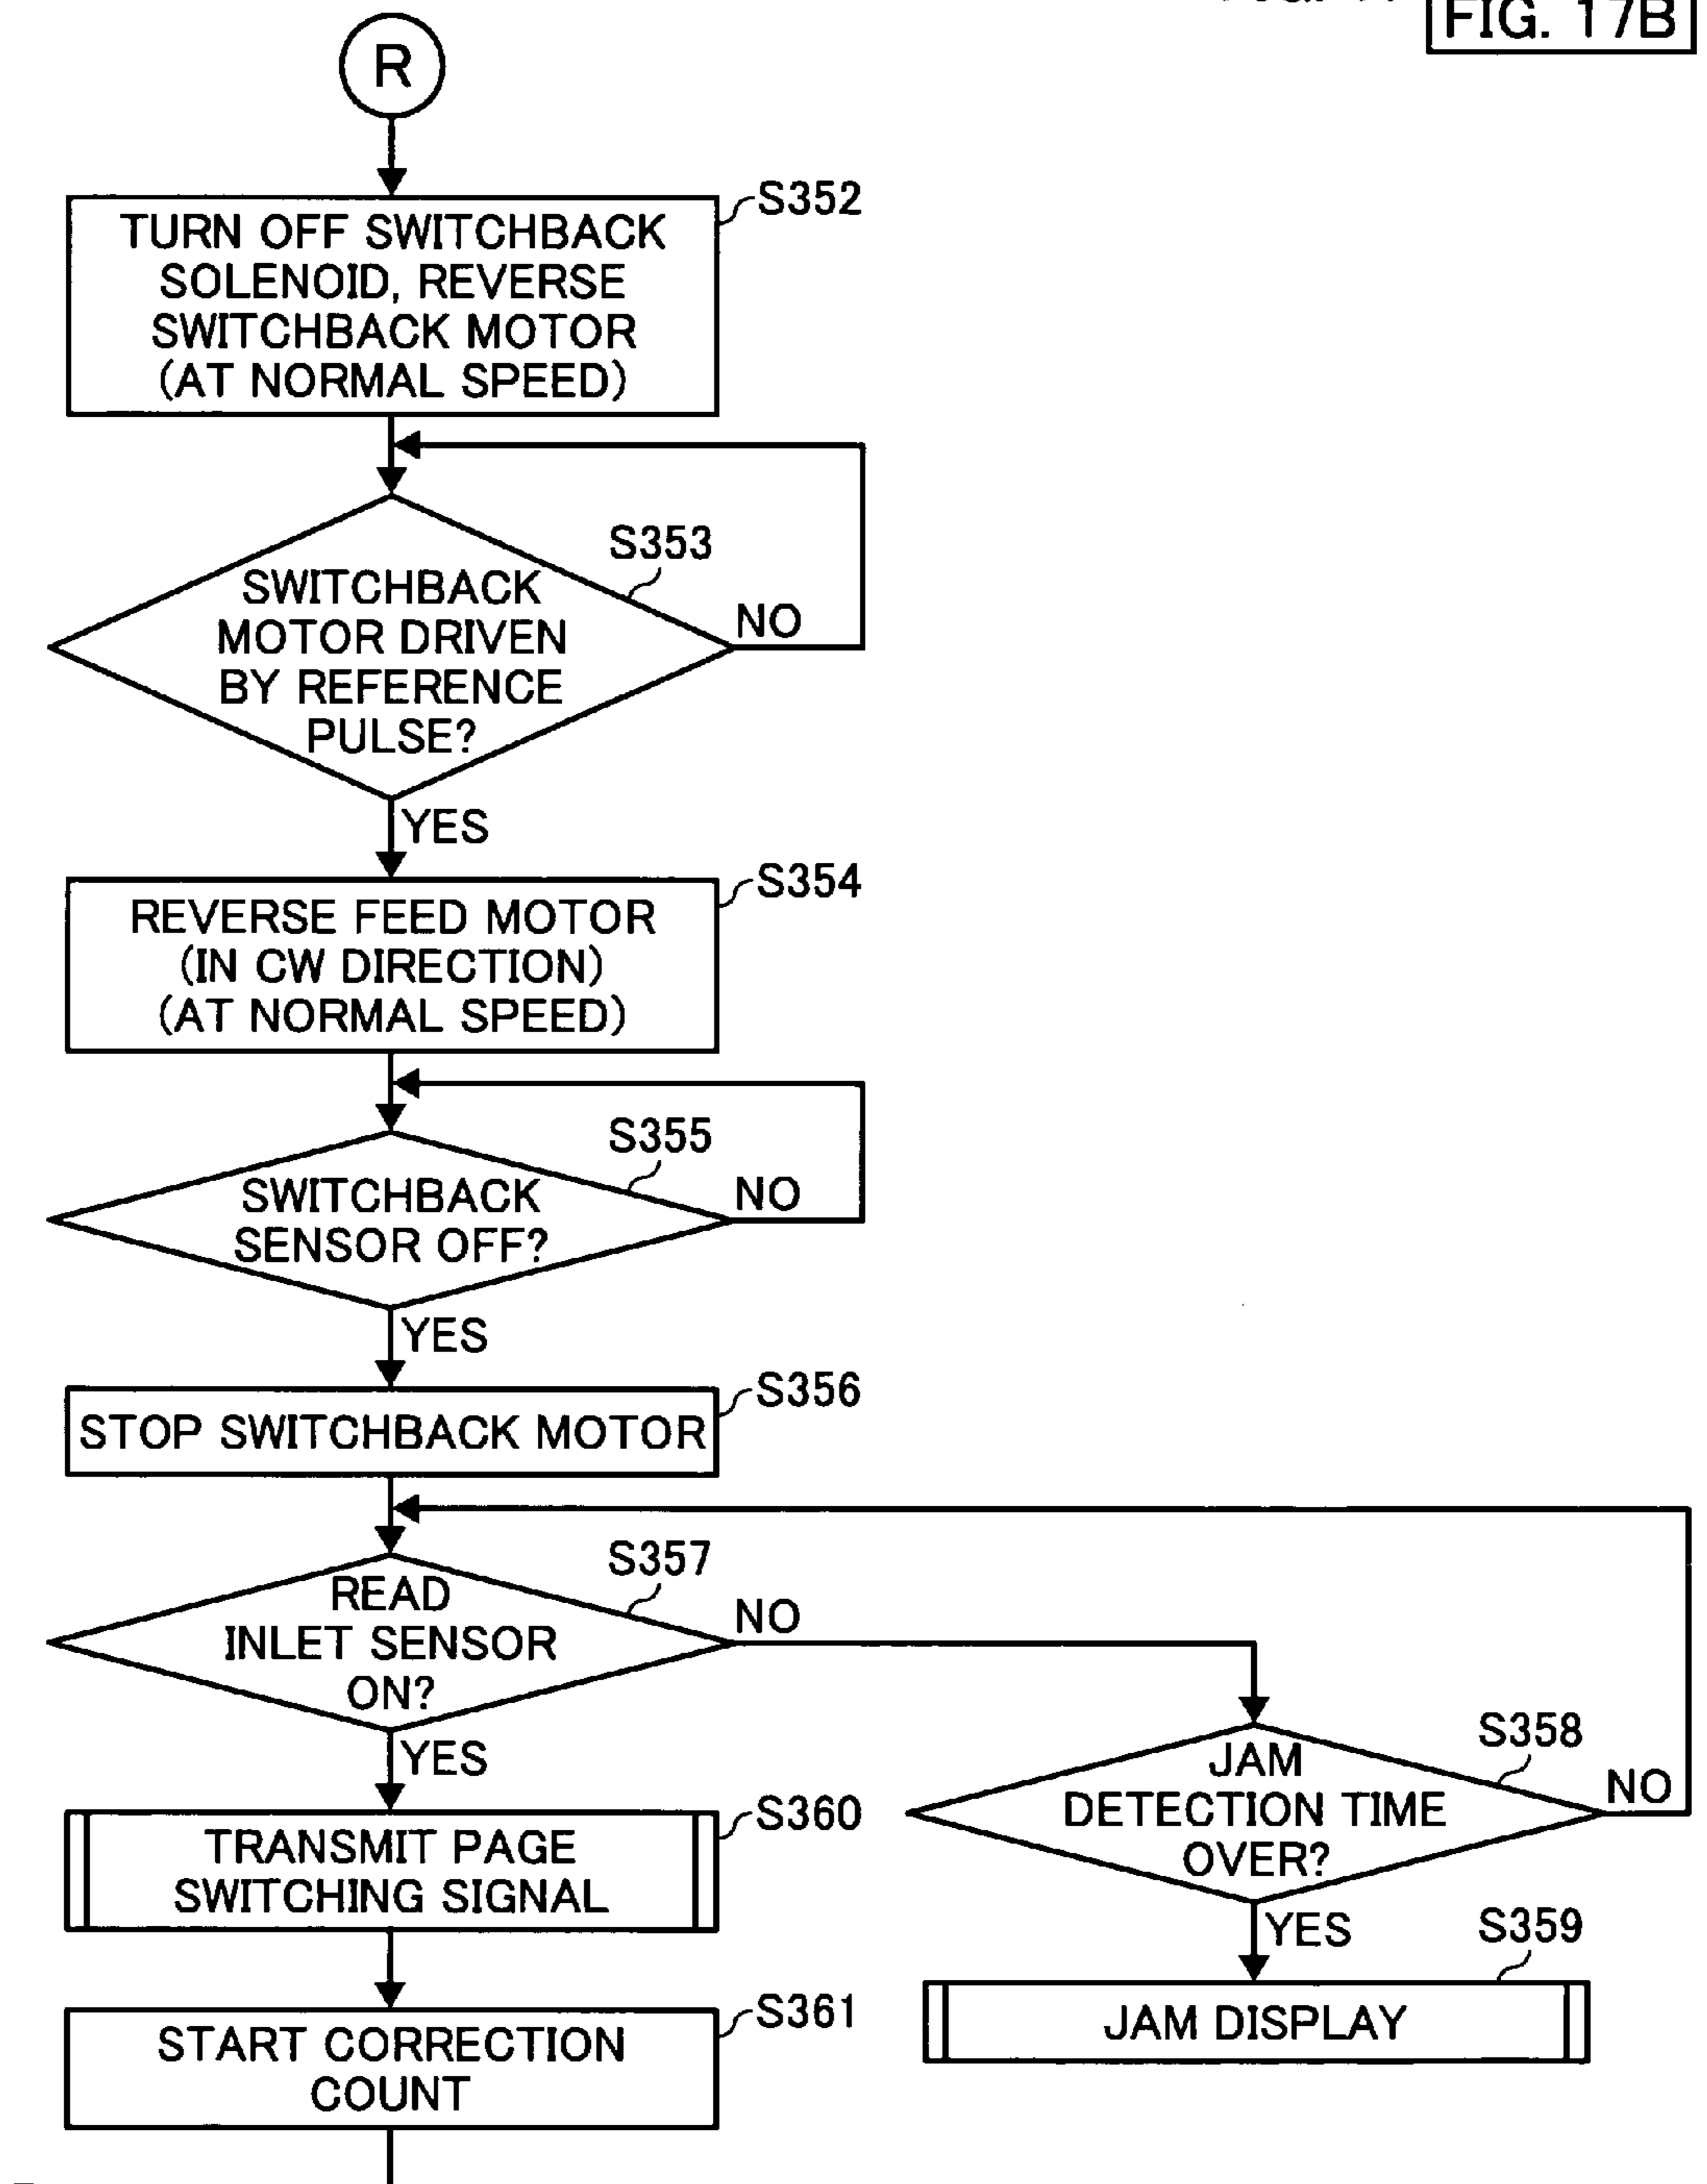 FIG. 17B
R
S352
TURN OFF SWITCHBACK
SOLENOID, REVERSE
SWITCHBACK MOTOR
(AT NORMAL SPEED)
S353
SWITCHBACK
MOTOR DRIVEN
BY REFERENCE
PULSE?
NO
YES
S354
REVERSE FEED MOTOR
(IN CW DIRECTION)
(AT NORMAL SPEED)
S355
SWITCHBACK
SENSOR OFF?
NO
YES
S356
STOP SWITCHBACK MOTOR
S357
READ
INLET SENSOR
ON?
NO
YES
S358
JAM
DETECTION TIME
OVER?
NO
YES
S359
JAM DISPLAY
S360
TRANSMIT PAGE
SWITCHING SIGNAL
S361
START CORRECTION
COUNT